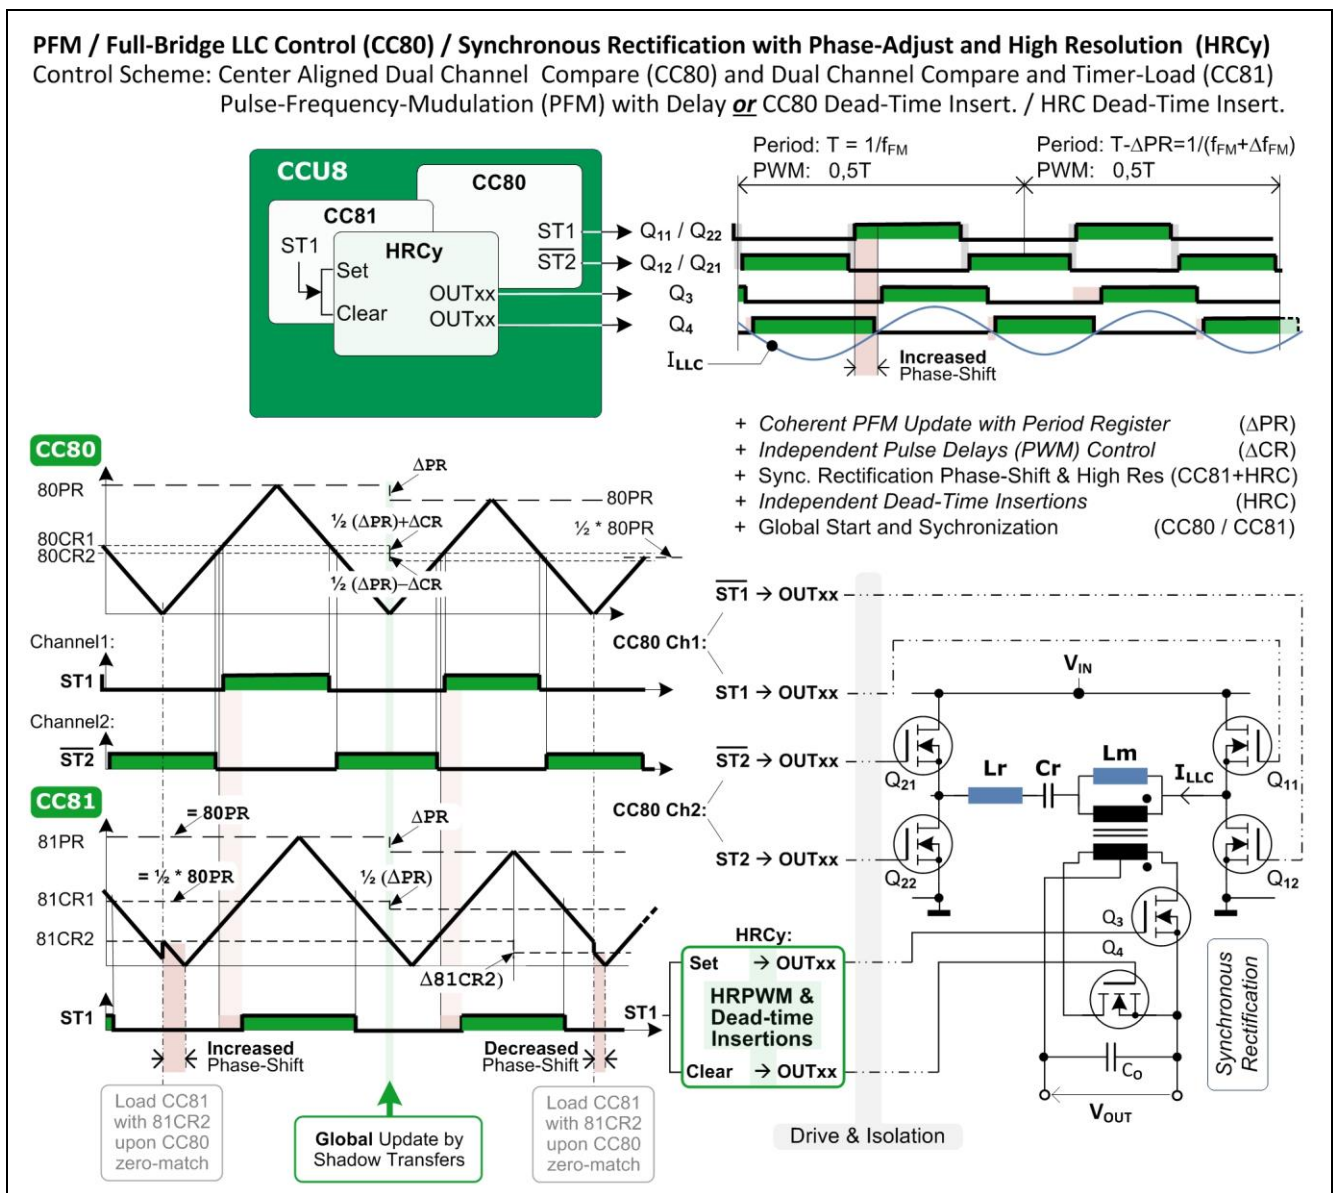 PFM / Full-Bridge LLC Control (CC80) / Synchronous Rectification with Phase-Adjust and High Resolution (HRCy)
Control Scheme: Center Aligned Dual Channel Compare (CC80) and Dual Channel Compare and Timer-Load (CC81)
Pulse-Frequency-Mudulation (PFM) with Delay or CC80 Dead-Time Insert. / HRC Dead-Time Insert.
CCU8
CC80
CC81
ST1
HRCy
Set
Clear
OUTxx
OUTxx
ST1
S̅T̅2̅
Q11 / Q22
Q12 / Q21
Q3
Q4
Period: T = 1/fFM
PWM: 0,5T
Period: T-ΔPR=1/(fFM+ΔfFM)
PWM: 0,5T
ILLC
Increased
Phase-Shift
+ Coherent PFM Update with Period Register (ΔPR)
+ Independent Pulse Delays (PWM) Control (ΔCR)
+ Sync. Rectification Phase-Shift & High Res (CC81+HRC)
+ Independent Dead-Time Insertions (HRC)
+ Global Start and Sychronization (CC80 / CC81)
CC80
80PR
80CR1
80CR2
ΔPR
½ (ΔPR)+ΔCR
½ (ΔPR)−ΔCR
80PR
½ * 80PR
Channel1:
ST1
Channel2:
S̅T̅2̅
CC81
81PR
= 80PR
= ½ * 80PR
81CR1
81CR2
ΔPR
½ (ΔPR)
Δ81CR2)
ST1
ST1
Increased
Phase-Shift
Decreased
Phase-Shift
Load CC81
with 81CR2
upon CC80
zero-match
Global Update by
Shadow Transfers
Load CC81
with 81CR2
upon CC80
zero-match
CC80 Ch1:
S̅T̅1̅ → OUTxx
ST1 → OUTxx
CC80 Ch2:
S̅T̅2̅ → OUTxx
ST2 → OUTxx
HRCy:
Set → OUTxx
HRPWM &
Dead-time
Insertions
Clear → OUTxx
Drive & Isolation
VIN
Q21
Q22
Lr
Cr
Lm
ILLC
Q11
Q12
Q3
Q4
CO
VOUT
Synchronous
Rectification